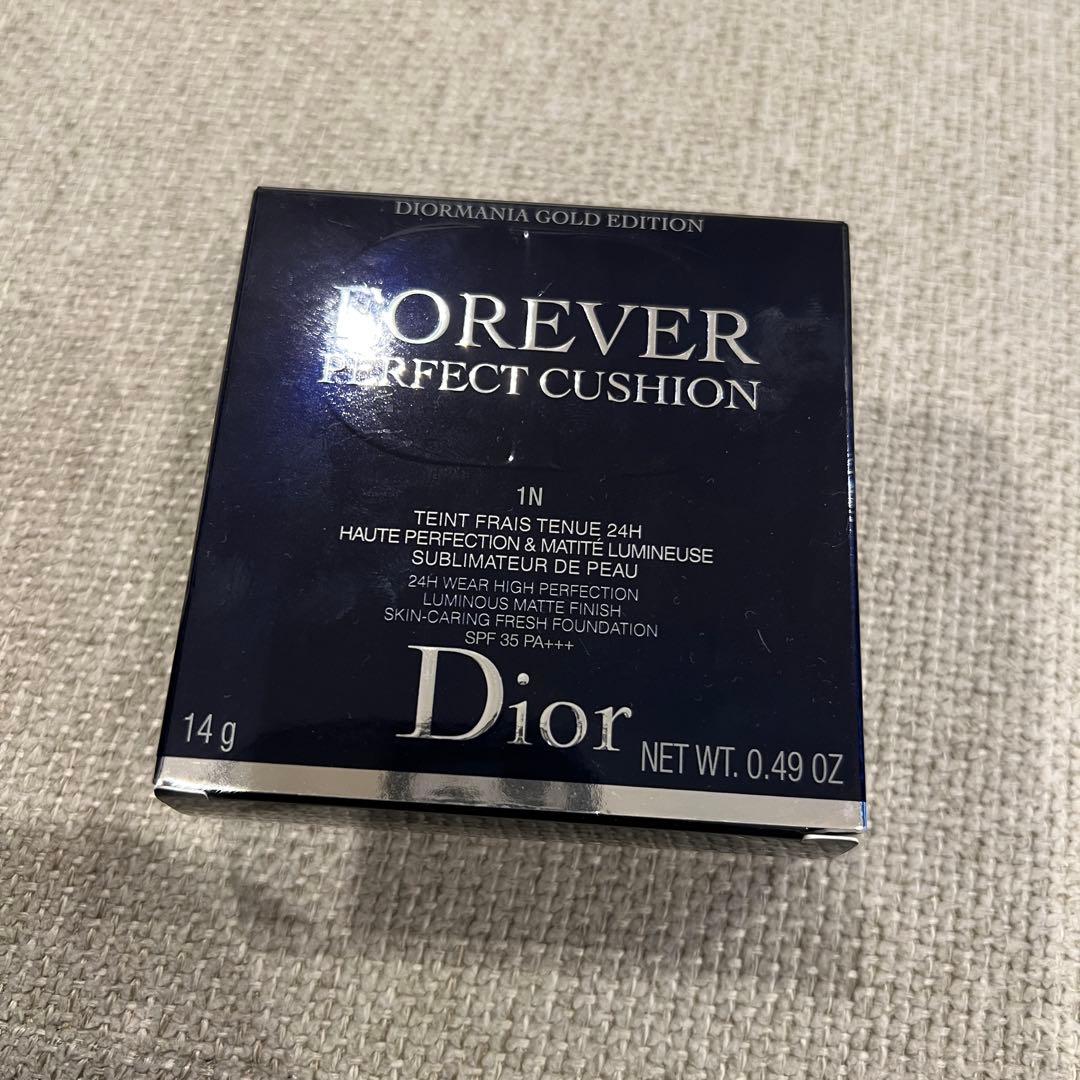 DIORMANIA GOLD EDITION
FOREVER
PERFECT CUSHION
1N
TEINT FRAIS TENUE 24H
HAUTE PERFECTION & MATITÉ LUMINEUSE
SUBLIMATEUR DE PEAU
24H WEAR HIGH PERFECTION
LUMINOUS MATTE FINISH
SKIN-CARING FRESH FOUNDATION
SPF 35 PA+++
Dior
14 g
NET WT. 0.49 OZ